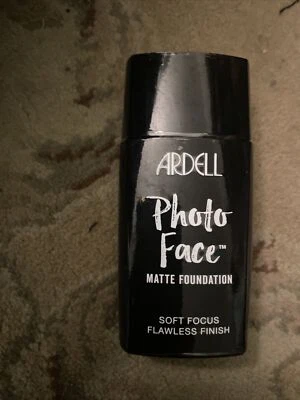 ARDELL
Photo
Face™
MATTE FOUNDATION
SOFT FOCUS
FLAWLESS FINISH